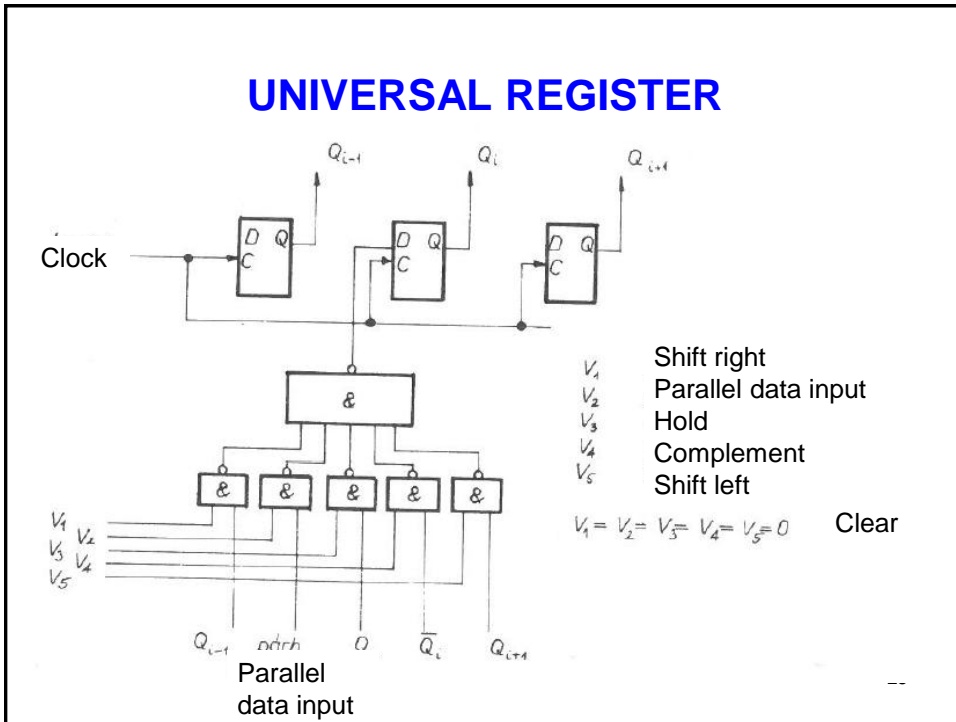 UNIVERSAL REGISTER
Qi-1 Qi Qi+1
D Q D Q D Q
Clock C C C
&
& & & & &
V1 Shift right
V2 Parallel data input
V3 Hold
V4 Complement
V5 Shift left
V1 = V2 = V3 = V4 = V5 = 0 Clear
V1
V2
V3
V4
V5
Qi-1 Q̅i Qi+1
Parallel
data input